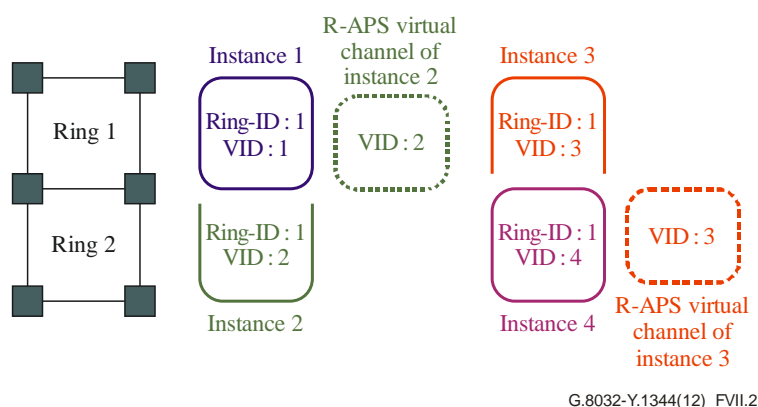 R-APS virtual
channel of
instance 2
Instance 1
Instance 3
Ring 1
Ring-ID : 1
VID : 1
VID : 2
Ring-ID : 1
VID : 3
Ring 2
Ring-ID : 1
VID : 2
Ring-ID : 1
VID : 4
VID : 3
Instance 2
Instance 4
R-APS virtual
channel of
instance 3
G.8032-Y.1344(12)_FVII.2